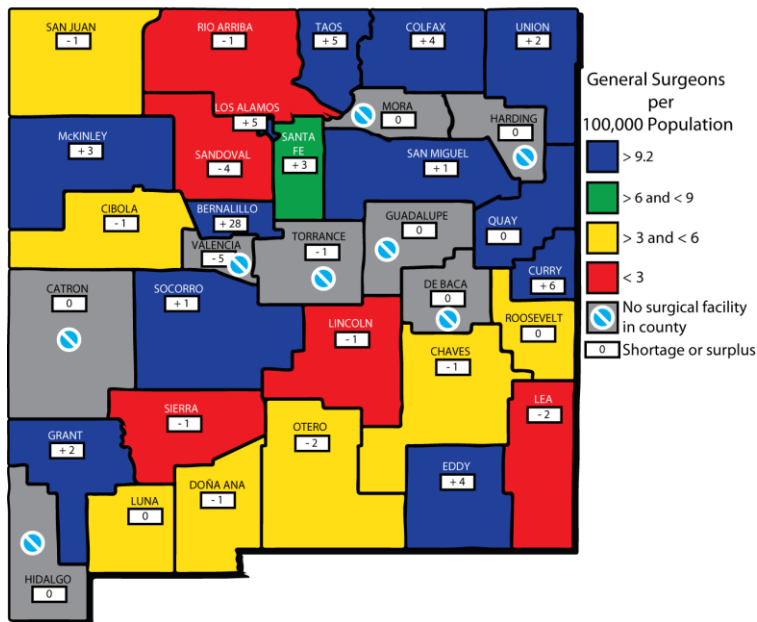 SAN JUAN
- 1
RIO ARRIBA
- 1
TAOS
+ 5
COLFAX
+ 4
UNION
+ 2
MORA
0
HARDING
0
LOS ALAMOS
+ 5
McKINLEY
+ 3
SANDOVAL
- 4
SANTA
FE
+ 3
SAN MIGUEL
+ 1
CIBOLA
- 1
BERNALILLO
+ 28
VALENCIA
- 5
TORRANCE
- 1
GUADALUPE
0
QUAY
0
CURRY
+ 6
CATRON
0
SOCORRO
+ 1
DE BACA
0
ROOSEVELT
0
LINCOLN
- 1
CHAVES
- 1
SIERRA
- 1
LEA
- 2
GRANT
+ 2
OTERO
- 2
EDDY
+ 4
LUNA
0
DOÑA ANA
- 1
HIDALGO
0
General Surgeons
per
100,000 Population
> 9.2
> 6 and < 9
> 3 and < 6
< 3
No surgical facility
in county
0 Shortage or surplus